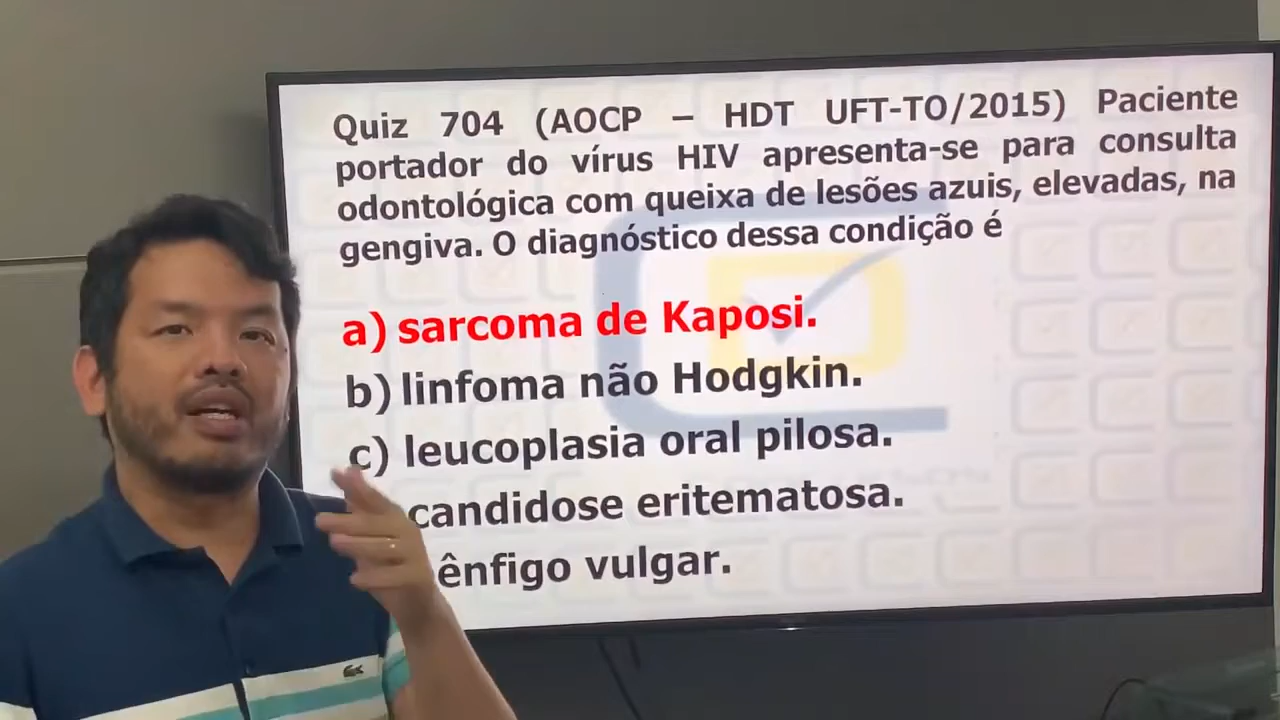 Quiz 704 (AOCP – HDT UFT-TO/2015) Paciente
portador do vírus HIV apresenta-se para consulta
odontológica com queixa de lesões azuis, elevadas, na
gengiva. O diagnóstico dessa condição é
a) sarcoma de Kaposi.
b) linfoma não Hodgkin.
c) leucoplasia oral pilosa.
candidose eritematosa.
ênfigo vulgar.